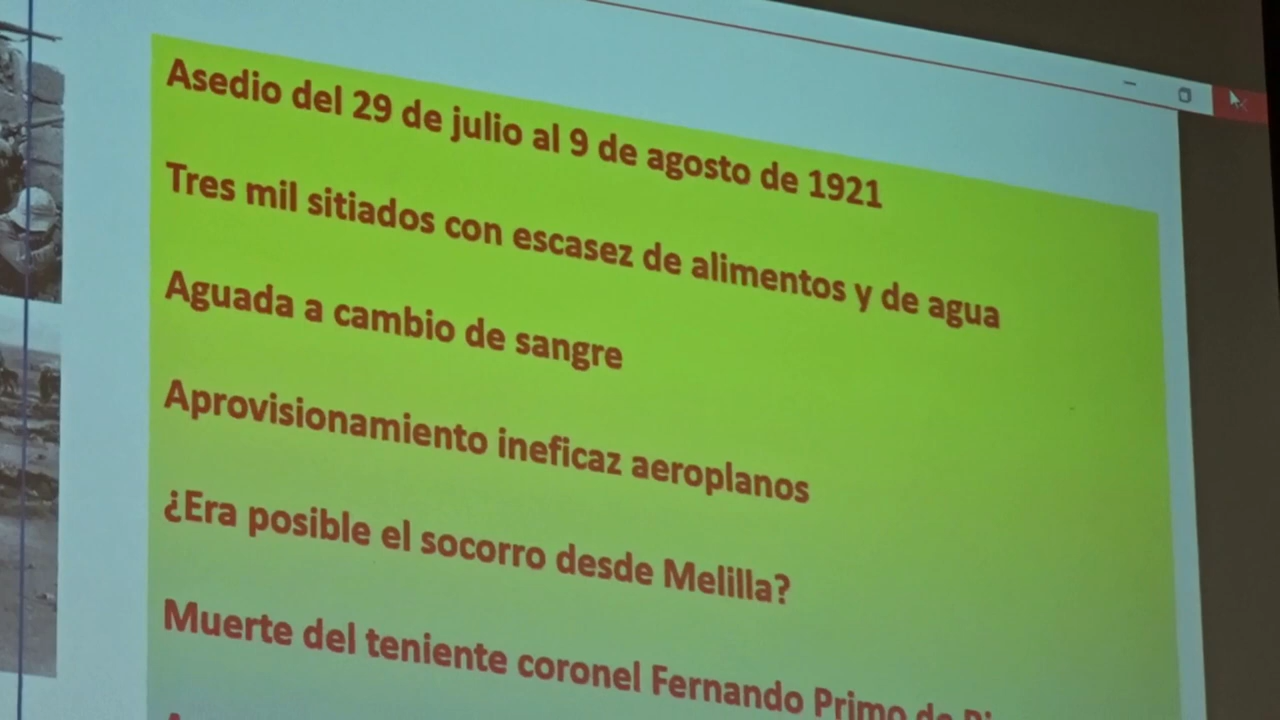 Asedio del 29 de julio al 9 de agosto de 1921
Tres mil sitiados con escasez de alimentos y de agua
Aguada a cambio de sangre
Aprovisionamiento ineficaz aeroplanos
¿Era posible el socorro desde Melilla?
Muerte del teniente coronel Fernando Primo de